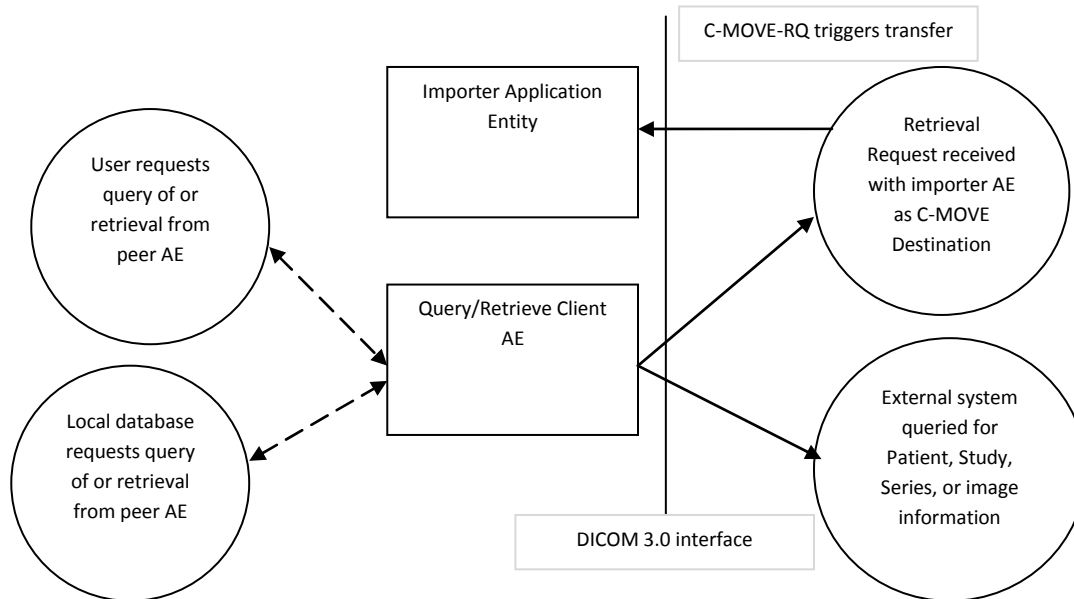 C-MOVE-RQ triggers transfer
Importer Application
Entity
Retrieval
Request received
with importer AE
as C-MOVE
Destination
User requests
query of or
retrieval from
peer AE
Query/Retrieve Client
AE
Local database
requests query
of or retrieval
from peer AE
External system
queried for
Patient, Study,
Series, or image
information
DICOM 3.0 interface